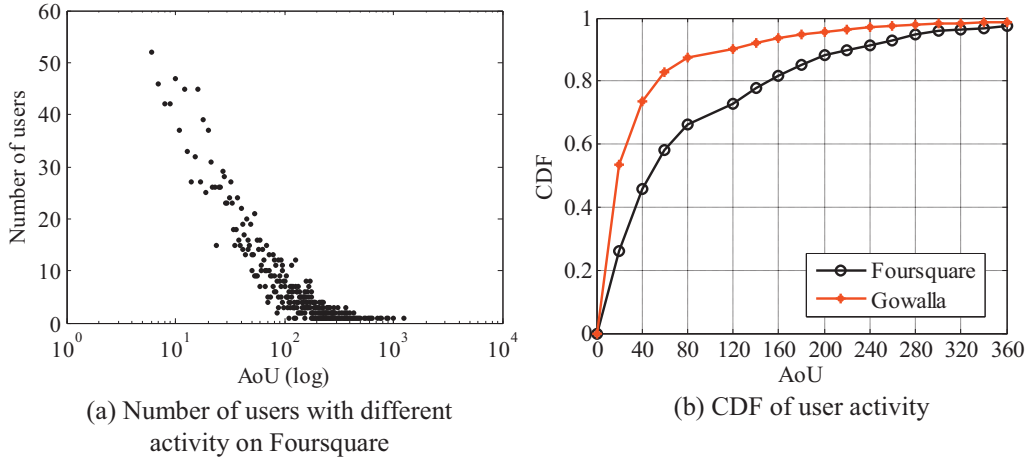 60
50
40
30
20
10
0
Number of users
10^0 10^1 10^2 10^3 10^4
AoU (log)
(a) Number of users with different
activity on Foursquare
1
0.8
0.6
0.4
0.2
0
CDF
Foursquare
Gowalla
0 40 80 120 160 200 240 280 320 360
AoU
(b) CDF of user activity